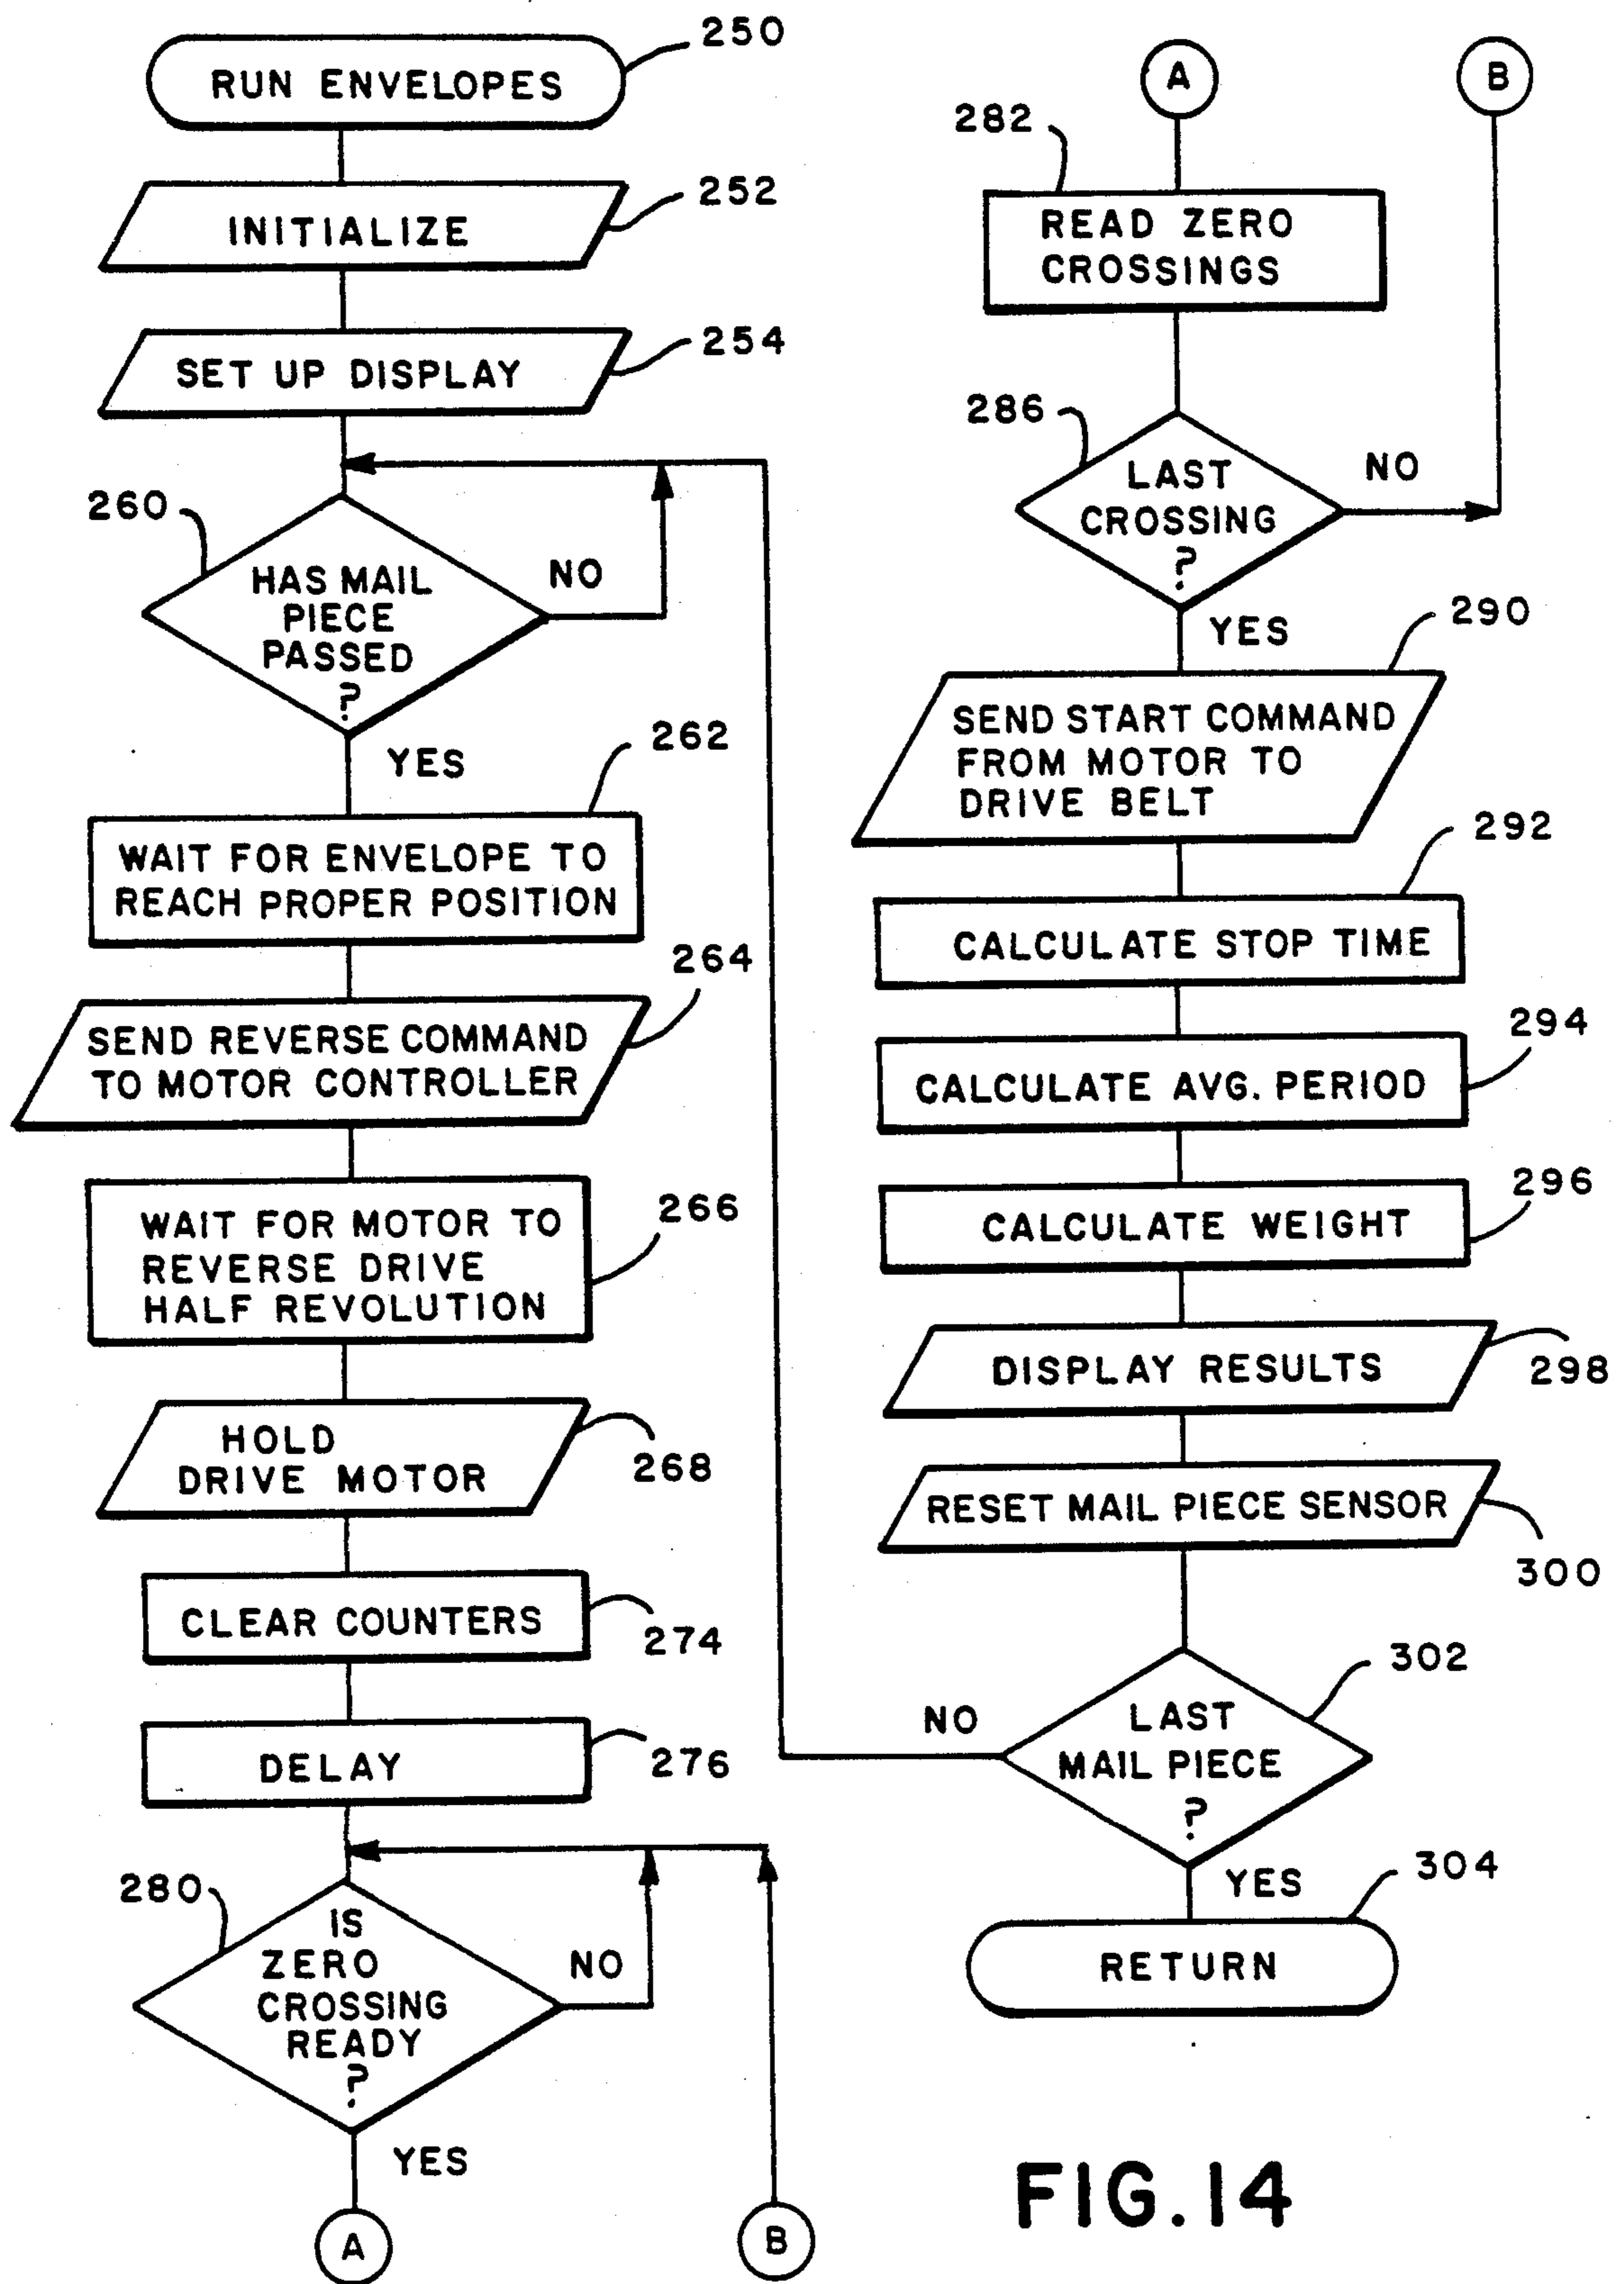 250
RUN ENVELOPES
252
INITIALIZE
254
SET UP DISPLAY
260
HAS MAIL
PIECE
PASSED
?
NO
YES
262
WAIT FOR ENVELOPE TO
REACH PROPER POSITION
264
SEND REVERSE COMMAND
TO MOTOR CONTROLLER
266
WAIT FOR MOTOR TO
REVERSE DRIVE
HALF REVOLUTION
HOLD
DRIVE MOTOR
268
CLEAR COUNTERS
274
DELAY
276
280
IS
ZERO
CROSSING
READY
?
NO
YES
A
B
A
B
282
READ ZERO
CROSSINGS
286
LAST
CROSSING
?
NO
YES
290
SEND START COMMAND
FROM MOTOR TO
DRIVE BELT
292
CALCULATE STOP TIME
294
CALCULATE AVG. PERIOD
296
CALCULATE WEIGHT
DISPLAY RESULTS
298
RESET MAIL PIECE SENSOR
300
302
LAST
MAIL PIECE
?
NO
YES
304
RETURN
FIG.14